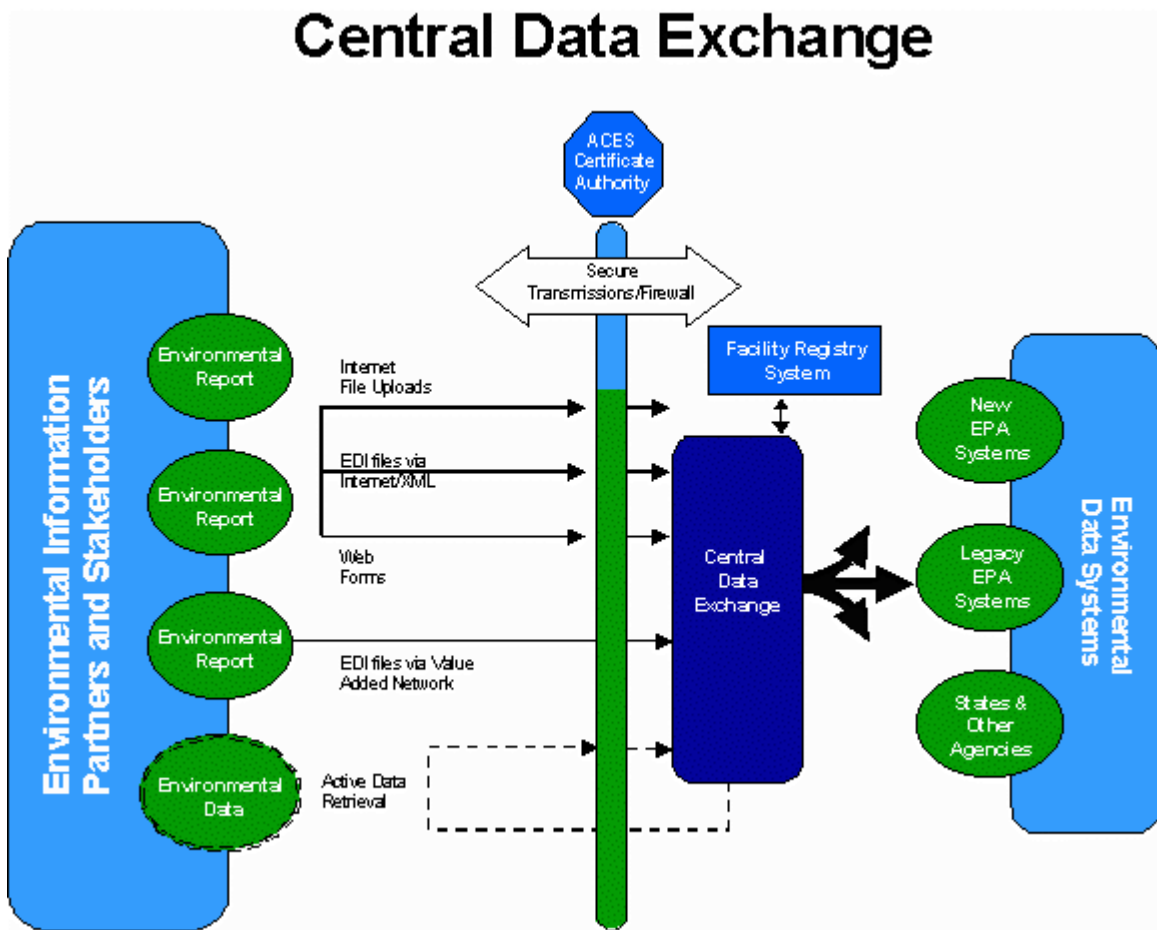 Central Data Exchange
ACES
Certificate
Authority
Secure
Transmissions/Firewall
Facility Registry
System
Environmental Information
Partners and Stakeholders
Environmental
Report
Internet
File Uploads
Environmental
Report
EDI files via
Internet/XML
Web
Forms
Environmental
Report
EDI files via Value
Added Network
Environmental
Data
Active Data
Retrieval
Central
Data
Exchange
New
EPA
Systems
Legacy
EPA
Systems
States &
Other
Agencies
Environmental
Data Systems